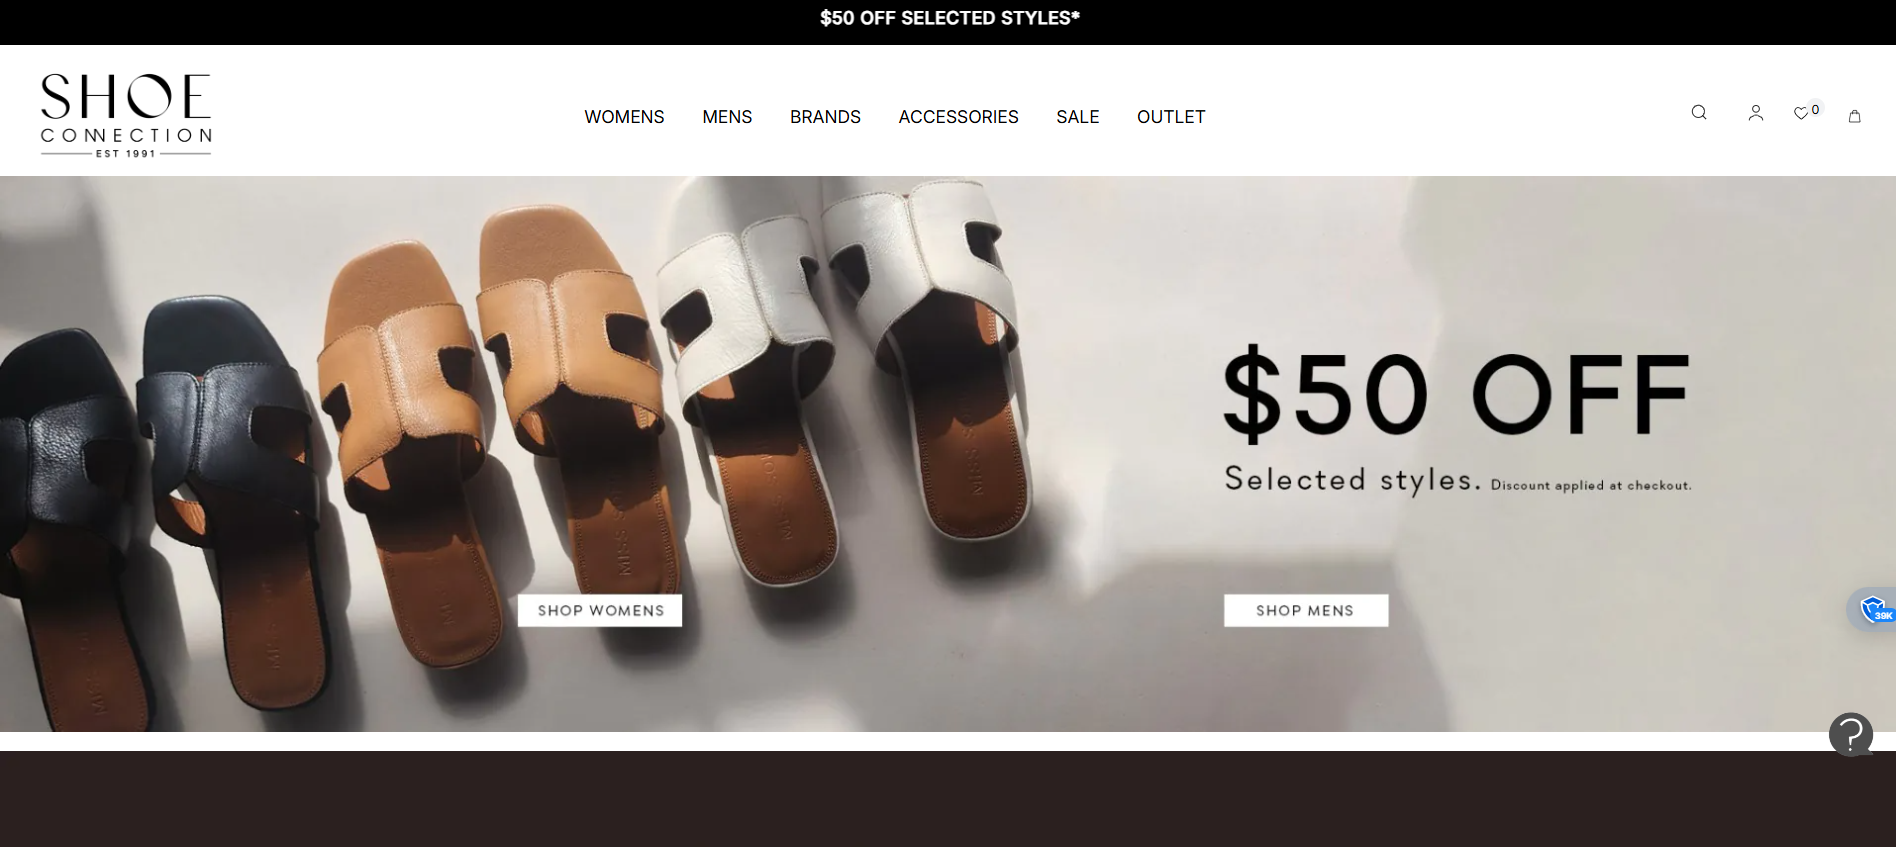 $50 OFF SELECTED STYLES*
SHOE
CONNECTION
EST 1991
WOMENS MENS BRANDS ACCESSORIES SALE OUTLET
0
$50 OFF
Selected styles. Discount applied at checkout.
SHOP WOMENS
SHOP MENS
39K
?
MISS